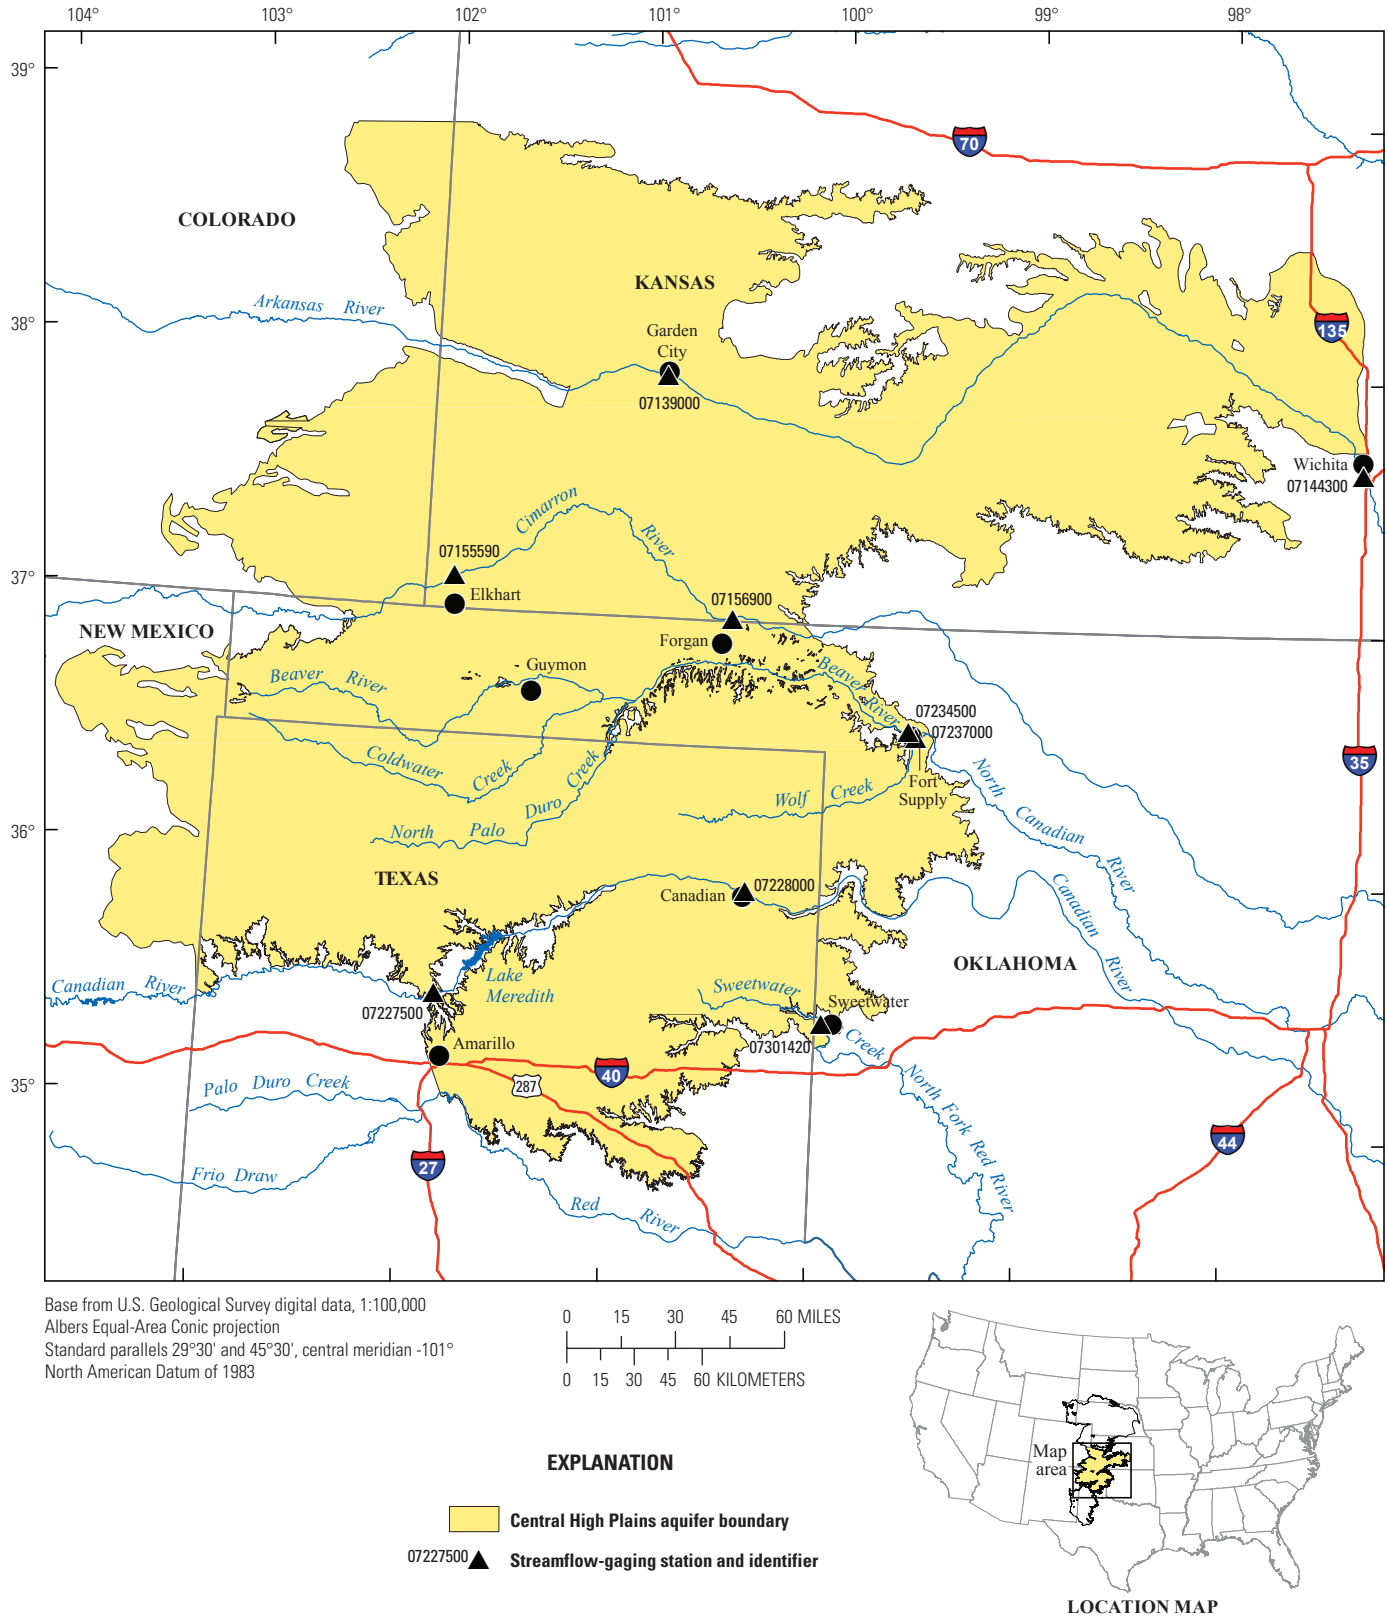 104°
103°
102°
101°
100°
99°
98°
39°
70
COLORADO
KANSAS
38°
Arkansas River
Garden
City
135
07139000
Wichita
07144300
Cimarron
River
07155590
37°
Elkhart
07156900
NEW MEXICO
Forgan
Guymon
Beaver River
Beaver River
07234500
07237000
Coldwater
Creek
35
North
Canadian
River
Fort
Supply
Wolf Creek
North Palo
Duro
Creek
36°
TEXAS
Canadian
07228000
Canadian
River
OKLAHOMA
Lake
Meredith
Canadian River
Sweetwater
Sweetwater
Creek
07227500
07301420
Amarillo
40
287
35°
Palo Duro Creek
North Fork Red River
44
27
Frio Draw
Red
River
Base from U.S. Geological Survey digital data, 1:100,000
Albers Equal-Area Conic projection
Standard parallels 29°30' and 45°30', central meridian -101°
North American Datum of 1983
0 15 30 45 60 MILES
0 15 30 45 60 KILOMETERS
EXPLANATION
Central High Plains aquifer boundary
07227500 Streamflow-gaging station and identifier
Map
area
LOCATION MAP